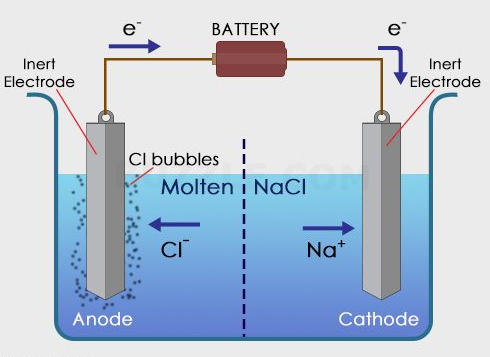 e⁻
BATTERY
e⁻
Inert
Electrode
Inert
Electrode
Cl bubbles
Molten
NaCl
Cl⁻
Na⁺
Anode
Cathode